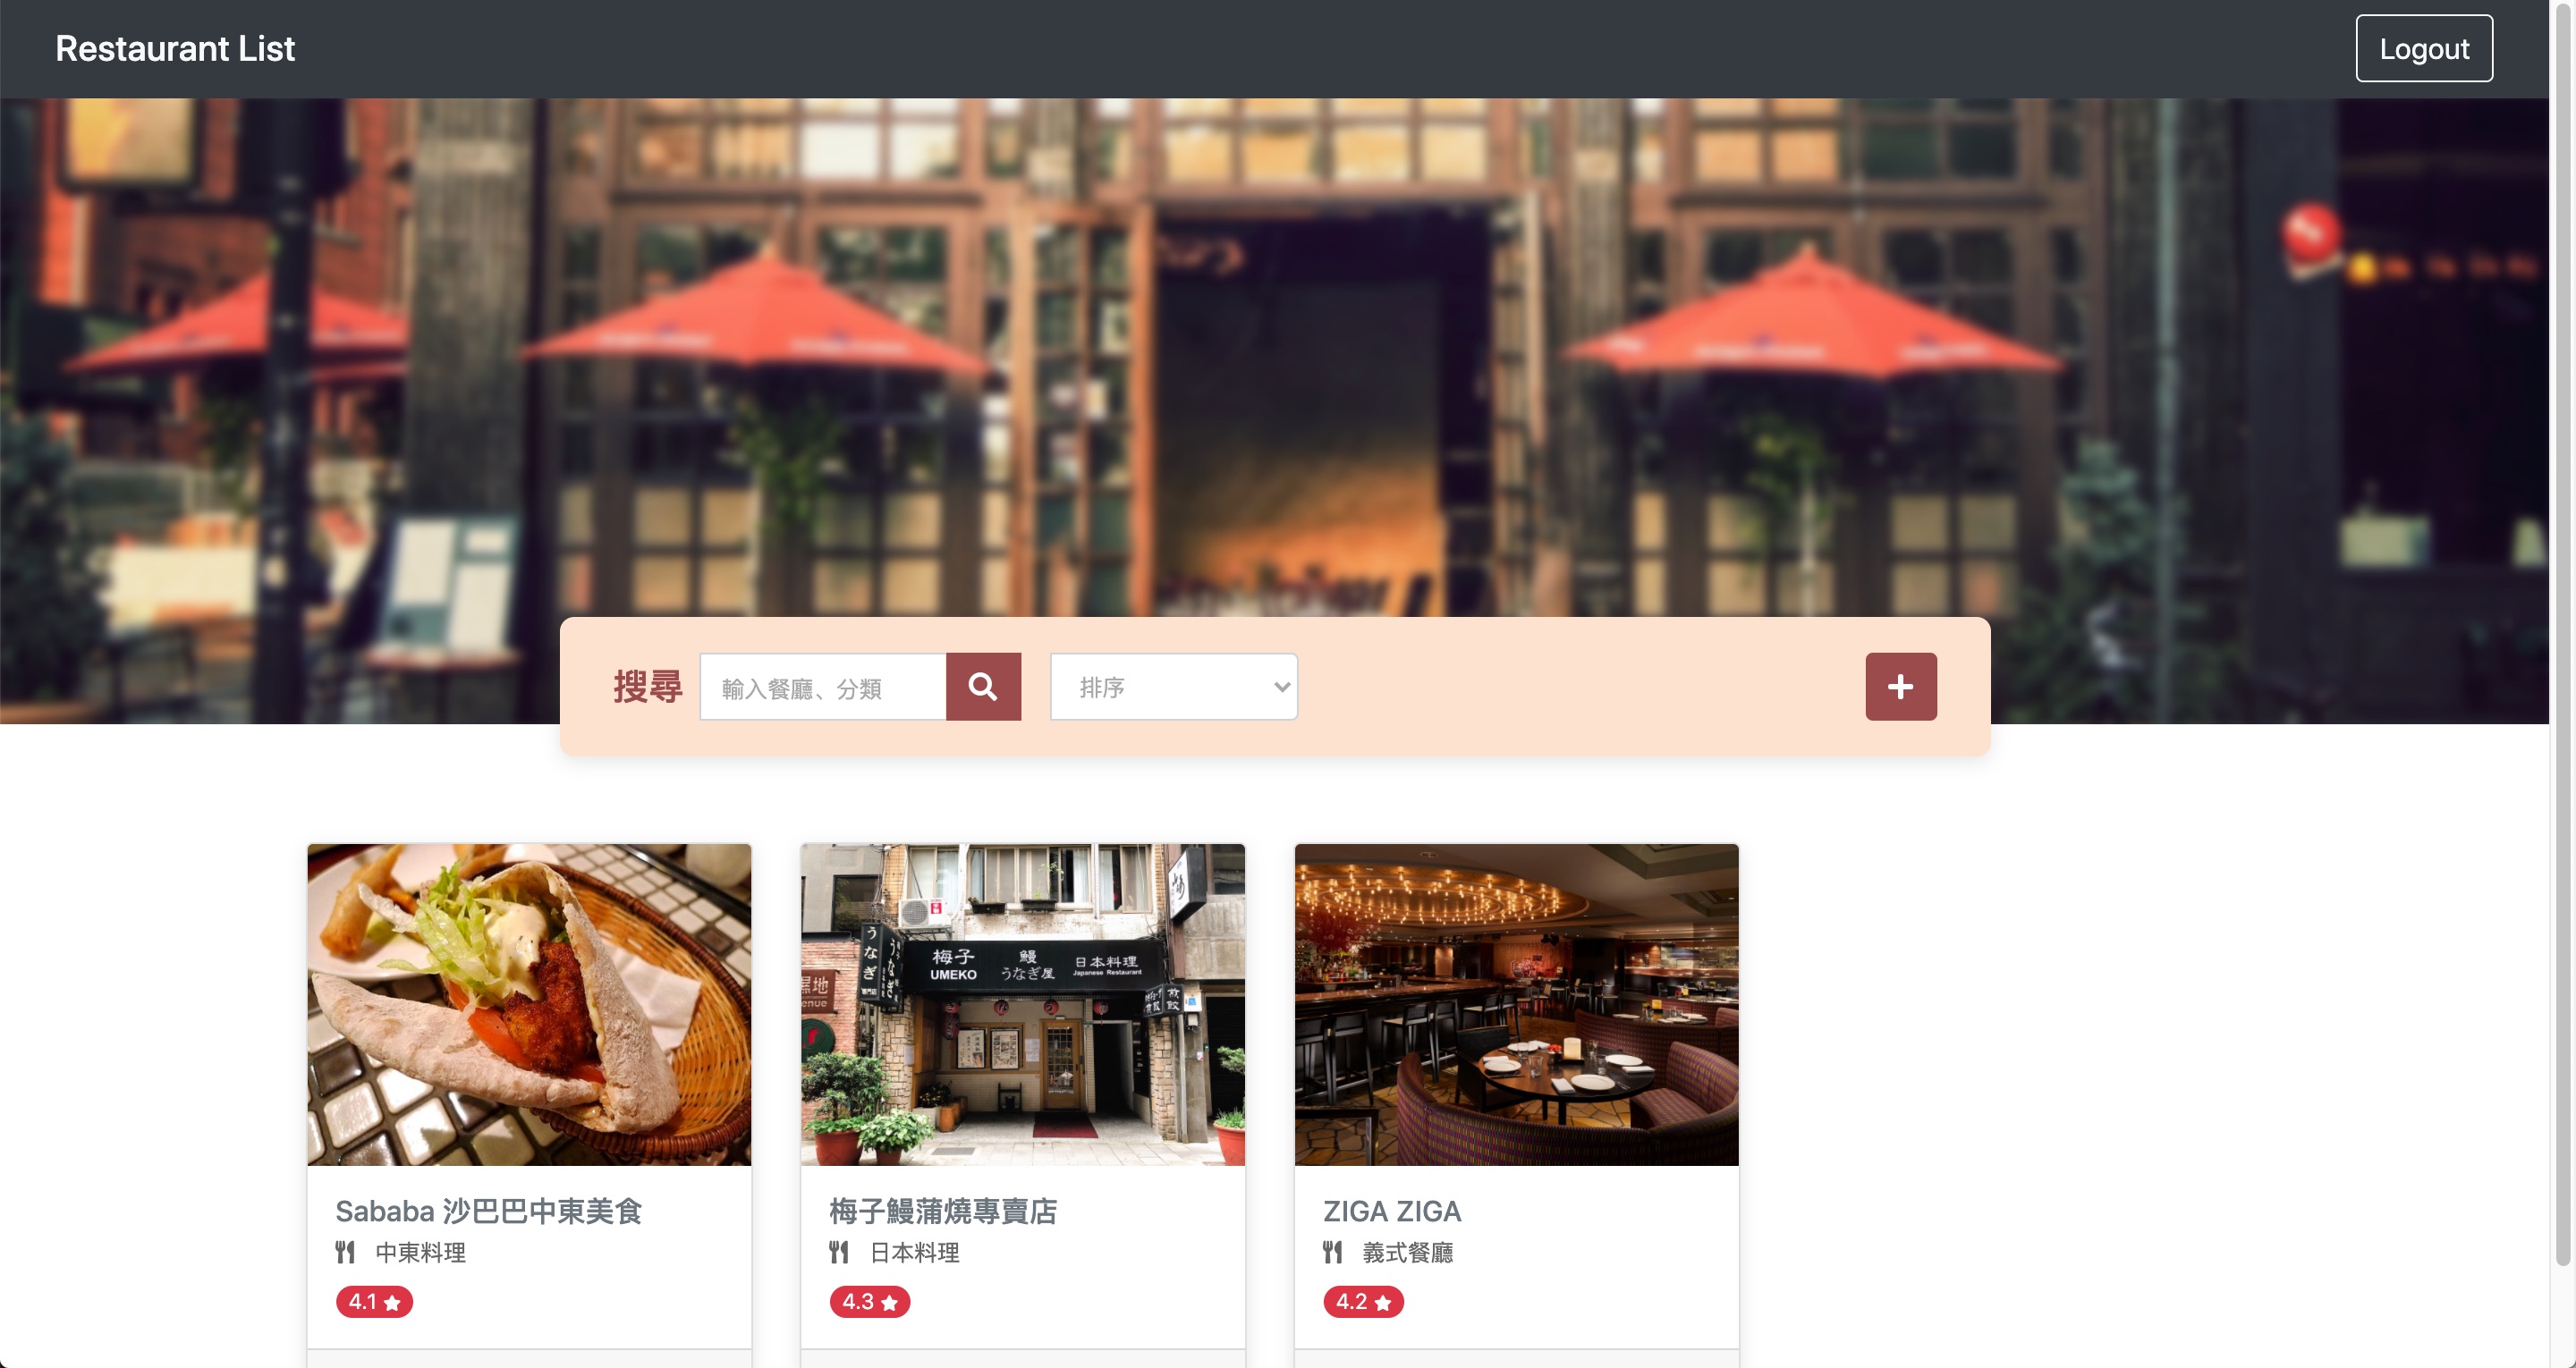 Restaurant List
Logout
搜尋
輸入餐廳、分類
排序
うなぎ
梅子
UMEKO
鰻
うなぎ屋
日本料理
Japanese Restaurant
Sababa 沙巴巴中東美食
中東料理
4.1
梅子鰻蒲燒專賣店
日本料理
4.3
ZIGA ZIGA
義式餐廳
4.2